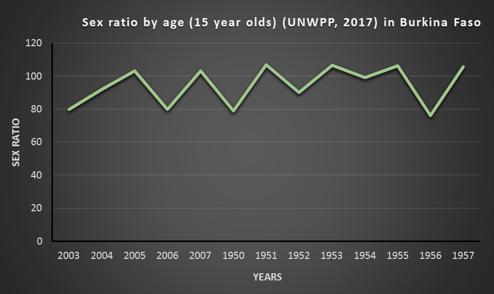 Sex ratio by age (15 year olds) (UNWPP, 2017) in Burkina Faso
120
100
80
60
40
20
0
SEX RATIO
2003 2004 2005 2006 2007 1950 1951 1952 1953 1954 1955 1956 1957
YEARS